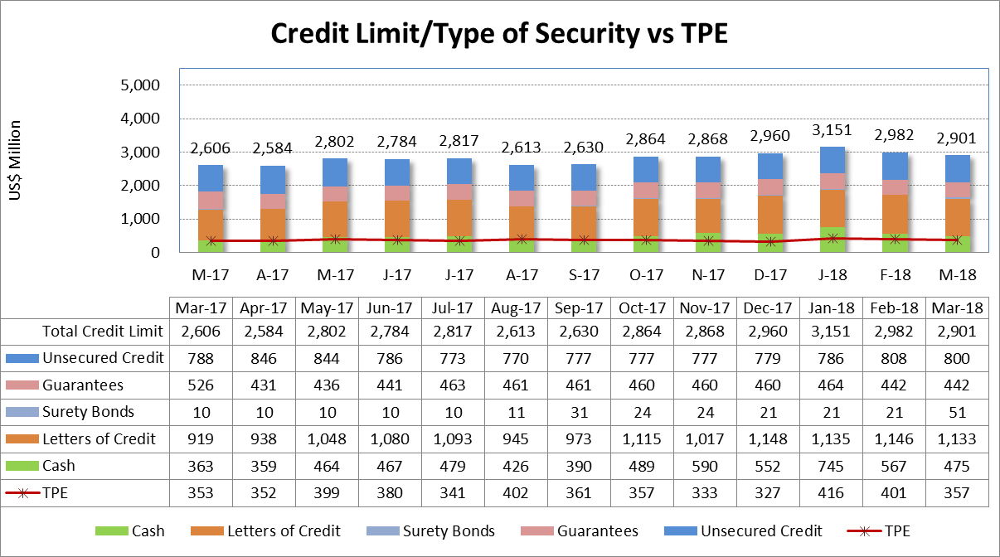 Credit Limit/Type of Security vs TPE
US$ Million
5,000
4,000
3,000
2,000
1,000
0
2,606 2,584 2,802 2,784 2,817 2,613 2,630 2,864 2,868 2,960 3,151 2,982 2,901
M-17 A-17 M-17 J-17 J-17 A-17 S-17 O-17 N-17 D-17 J-18 F-18 M-18
Mar-17 Apr-17 May-17 Jun-17 Jul-17 Aug-17 Sep-17 Oct-17 Nov-17 Dec-17 Jan-18 Feb-18 Mar-18
Total Credit Limit 2,606 2,584 2,802 2,784 2,817 2,613 2,630 2,864 2,868 2,960 3,151 2,982 2,901
Unsecured Credit 788 846 844 786 773 770 777 777 777 779 786 808 800
Guarantees 526 431 436 441 463 461 461 460 460 460 464 442 442
Surety Bonds 10 10 10 10 10 11 31 24 24 21 21 21 51
Letters of Credit 919 938 1,048 1,080 1,093 945 973 1,115 1,017 1,148 1,135 1,146 1,133
Cash 363 359 464 467 479 426 390 489 590 552 745 567 475
TPE 353 352 399 380 341 402 361 357 333 327 416 401 357
Cash Letters of Credit Surety Bonds Guarantees Unsecured Credit TPE